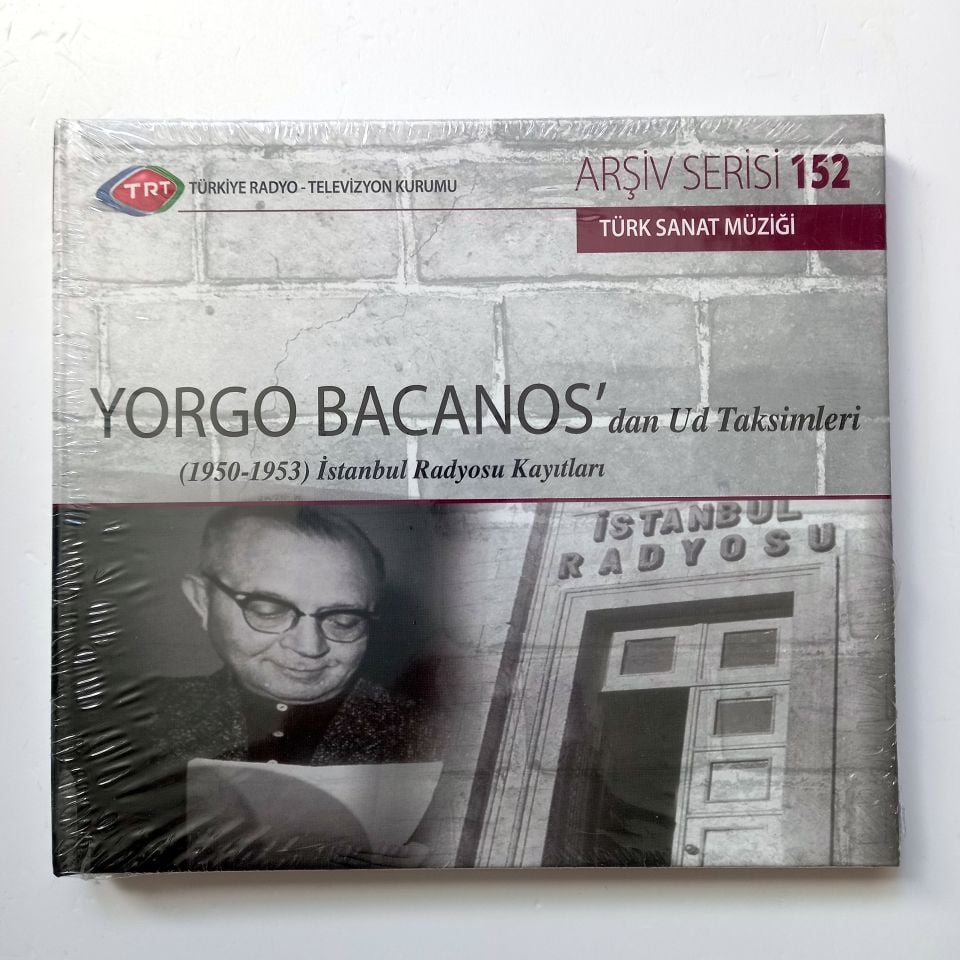 TRT TÜRKİYE RADYO - TELEVİZYON KURUMU
ARŞİV SERİSİ 152
TÜRK SANAT MÜZİĞİ
YORGO BACANOS'dan Ud Taksimleri
(1950-1953) İstanbul Radyosu Kayıtları
İSTANBUL
RADYOSU